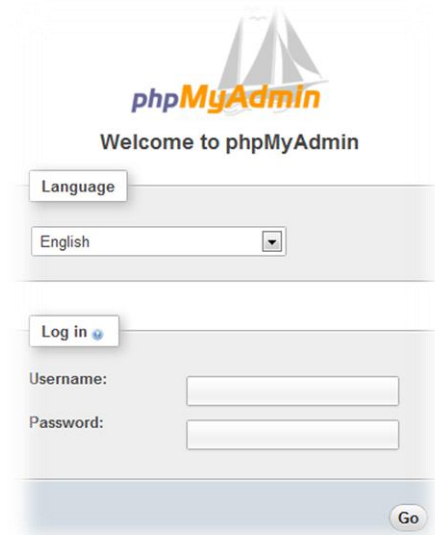 phpMyAdmin
Welcome to phpMyAdmin
Language
English
Log in
Username:
Password:
Go